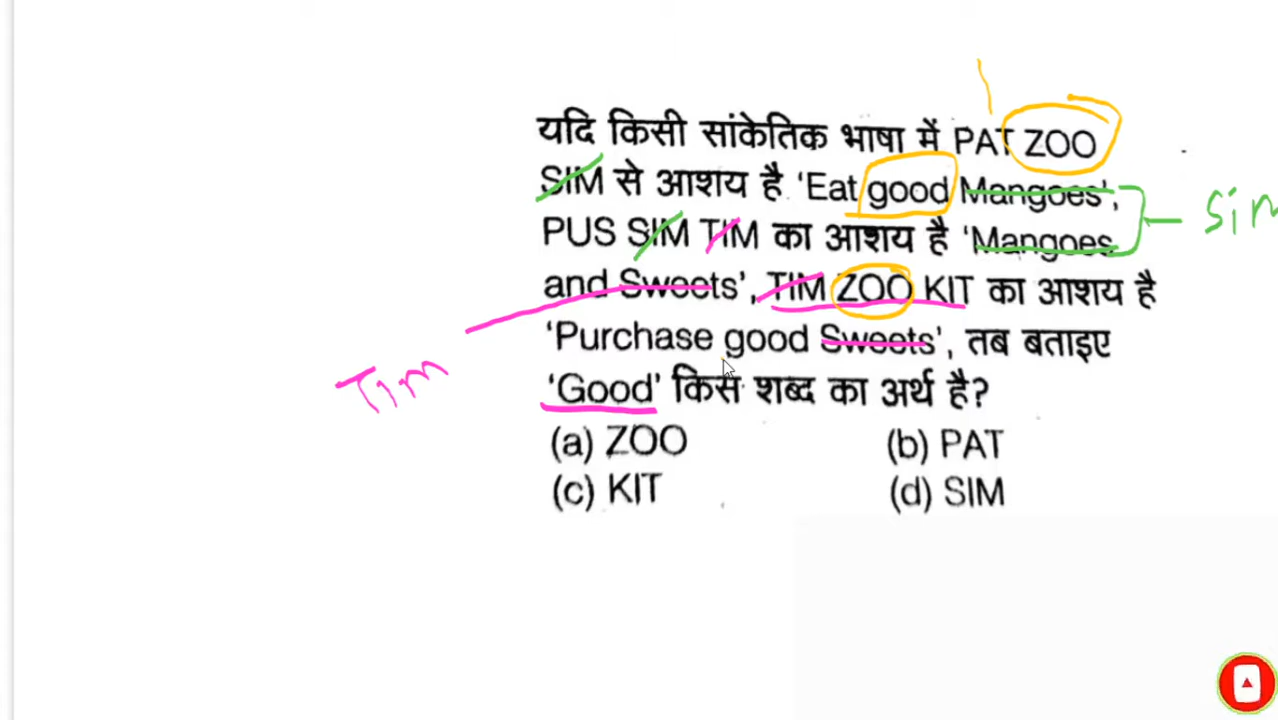 यदि किसी सांकेतिक भाषा में PAT ZOO
SIM से आशय है 'Eat good Mangoes',
PUS SIM TIM का आशय है 'Mangoes
and Sweets', TIM ZOO KIT का आशय है
'Purchase good Sweets', तब बताइए
'Good' किस शब्द का अर्थ है?
(a) ZOO (b) PAT
(c) KIT (d) SIM
Sim
Tim